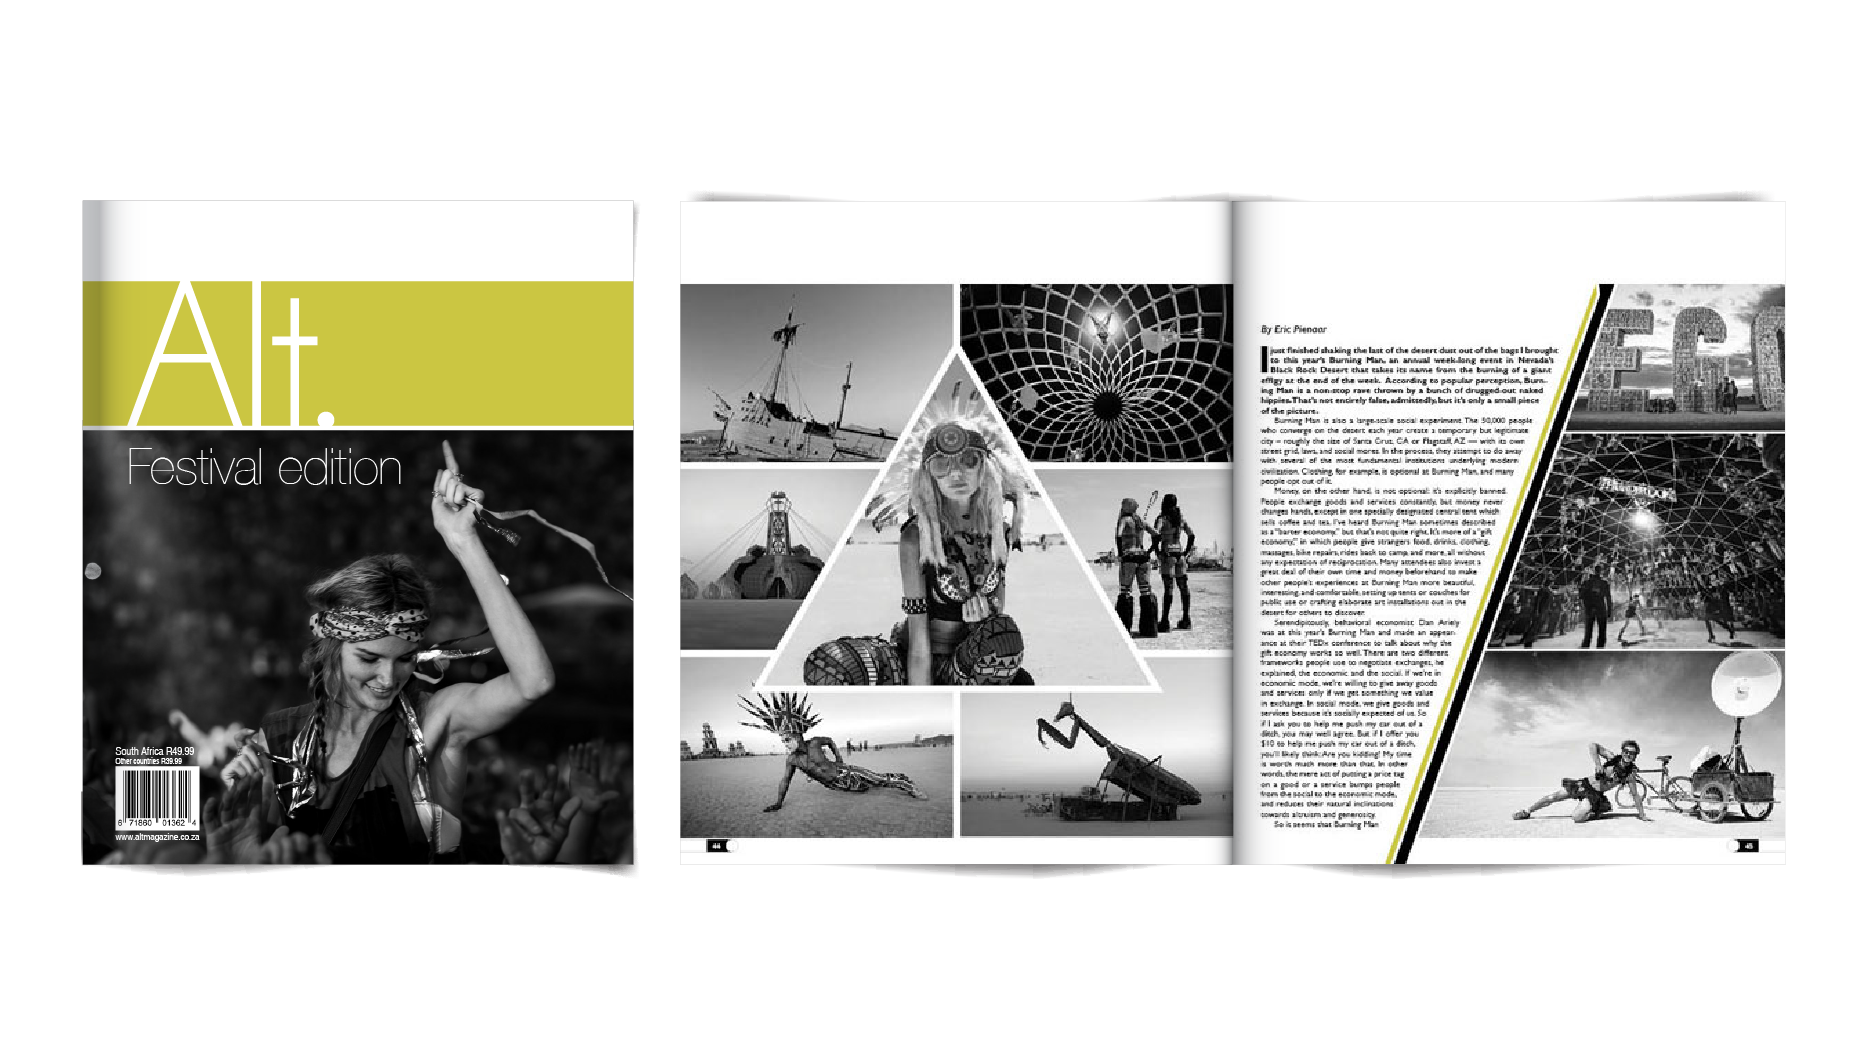 Alt.
Festival edition
South Africa R49.99
Other countries R39.99
6 71860 01362 4
www.altmagazine.co.za
44
By Eric Pienaar
I just finished shaking the last of the desert dust out of the bags I brought
to this year's Burning Man, an annual week-long event in Nevada's
Black Rock Desert that takes its name from the burning of a giant
effigy at the end of the week. According to popular perception, Burn-
ing Man is a non-stop rave thrown by a bunch of drugged-out naked
hippies. That's not entirely false, admittedly, but it's only a small piece
of the picture.
Burning Man is also a large-scale social experiment. The 50,000 people
who converge on the desert each year create a temporary but legitimate
city – roughly the size of Santa Cruz, CA or Flagstaff, AZ — with its own
street grid, laws, and social mores. In the process, they attempt to do away
with several of the most fundamental institutions underlying modern
civilization. Clothing, for example, is optional at Burning Man, and many
people opt out of it.
Money, on the other hand, is not optional: it's explicitly banned.
People exchange goods and services constantly, but money never
changes hands, except in one specially designated central tent which
sells coffee and tea. I've heard Burning Man sometimes described
as a "barter economy," but that's not quite right. It's more of a "gift
economy," in which people give strangers food, drinks, clothing,
massages, bike repairs, rides back to camp, and more, all without
any expectation of reciprocation. Many attendees also invest a
great deal of their own time and money beforehand to make
other people's experiences at Burning Man more beautiful,
interesting, and comfortable, setting up tents or couches for
public use or crafting elaborate art installations out in the
desert for others to discover.
Serendipitously, behavioral economist Dan Ariely
was at this year's Burning Man and made an appear-
ance at their TEDx conference to talk about why the
gift economy works so well. There are two different
frameworks people use to negotiate exchanges, he
explained, the economic and the social. If we're in
economic mode, we're willing to give away goods
and services only if we get something we value
in exchange. In social mode, we give goods and
services because it's socially expected of us. So
if I ask you to help me push my car out of a
ditch, you may well agree. But if I offer you
$10 to help me push my car out of a ditch,
you'll likely think: Are you kidding? My time
is worth much more than that. In other
words, the mere act of putting a price tag
on a good or a service bumps people
from the social to the economic mode,
and reduces their natural inclinations
towards altruism and generosity.
So it seems that Burning Man
EGO
45